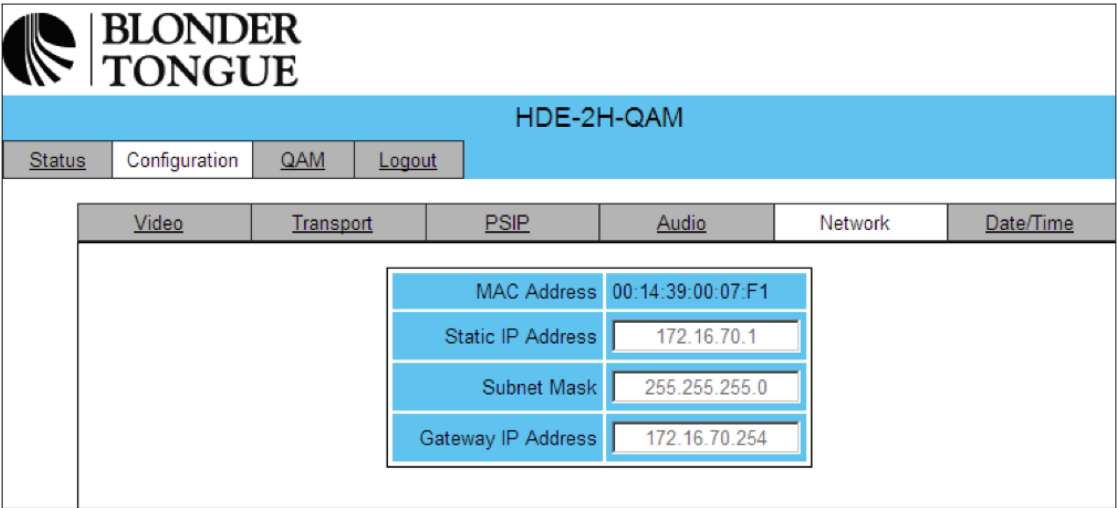 BLONDER
TONGUE
HDE-2H-QAM
Status Configuration QAM Logout
Video Transport PSIP Audio Network Date/Time
MAC Address 00:14:39:00:07:F1
Static IP Address 172.16.70.1
Subnet Mask 255.255.255.0
Gateway IP Address 172.16.70.254